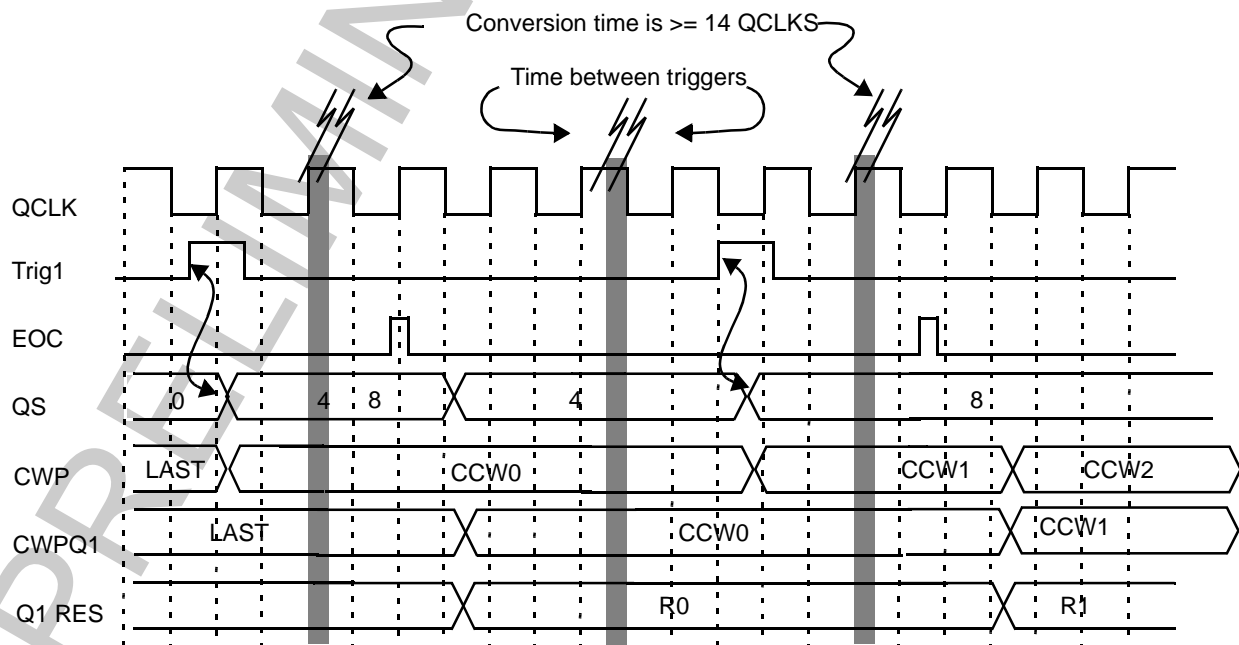 Conversion time is >= 14 QCLKS
Time between triggers
QCLK
Trig1
EOC
QS 0 4 8 4 8
CWP LAST CCW0 CCW1 CCW2
CWPQ1 LAST CCW0 CCW1
Q1 RES R0 R1
PRELIMIN